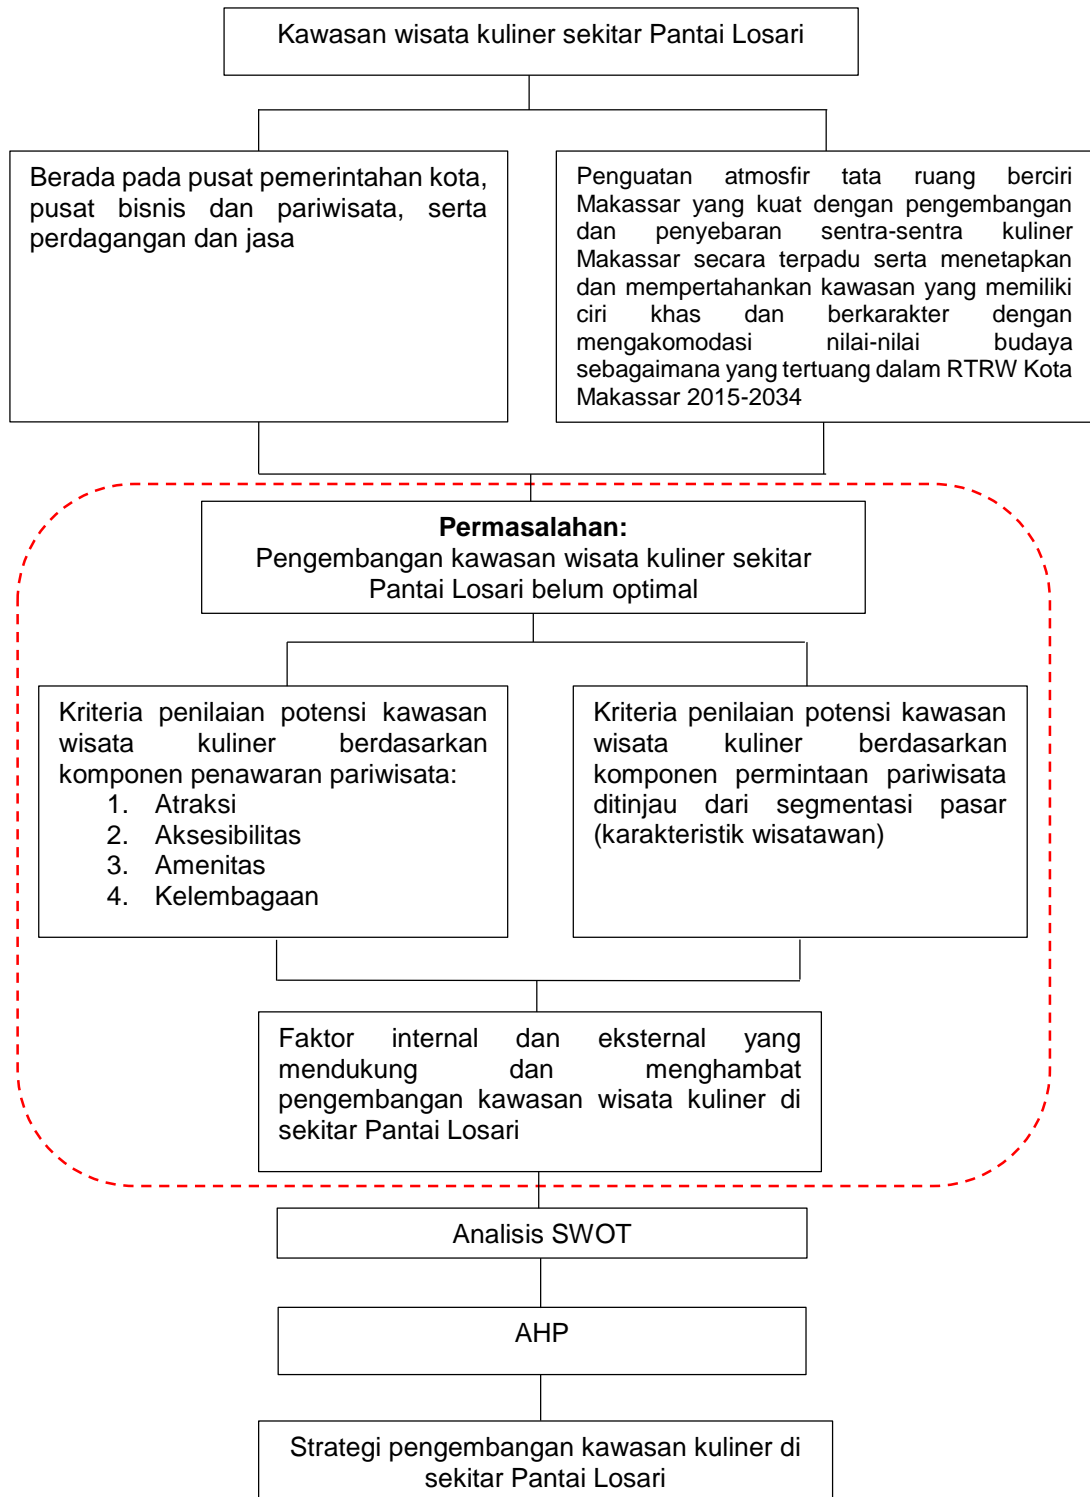 Kawasan wisata kuliner sekitar Pantai Losari
Berada pada pusat pemerintahan kota,
pusat bisnis dan pariwisata, serta
perdagangan dan jasa
Penguatan atmosfir tata ruang berciri
Makassar yang kuat dengan pengembangan
dan penyebaran sentra-sentra kuliner
Makassar secara terpadu serta menetapkan
dan mempertahankan kawasan yang memiliki
ciri khas dan berkarakter dengan
mengakomodasi nilai-nilai budaya
sebagaimana yang tertuang dalam RTRW Kota
Makassar 2015-2034
Permasalahan:
Pengembangan kawasan wisata kuliner sekitar
Pantai Losari belum optimal
Kriteria penilaian potensi kawasan
wisata kuliner berdasarkan
komponen penawaran pariwisata:
1. Atraksi
2. Aksesibilitas
3. Amenitas
4. Kelembagaan
Kriteria penilaian potensi kawasan
wisata kuliner berdasarkan
komponen permintaan pariwisata
ditinjau dari segmentasi pasar
(karakteristik wisatawan)
Faktor internal dan eksternal yang
mendukung dan menghambat
pengembangan kawasan wisata kuliner di
sekitar Pantai Losari
Analisis SWOT
AHP
Strategi pengembangan kawasan kuliner di
sekitar Pantai Losari